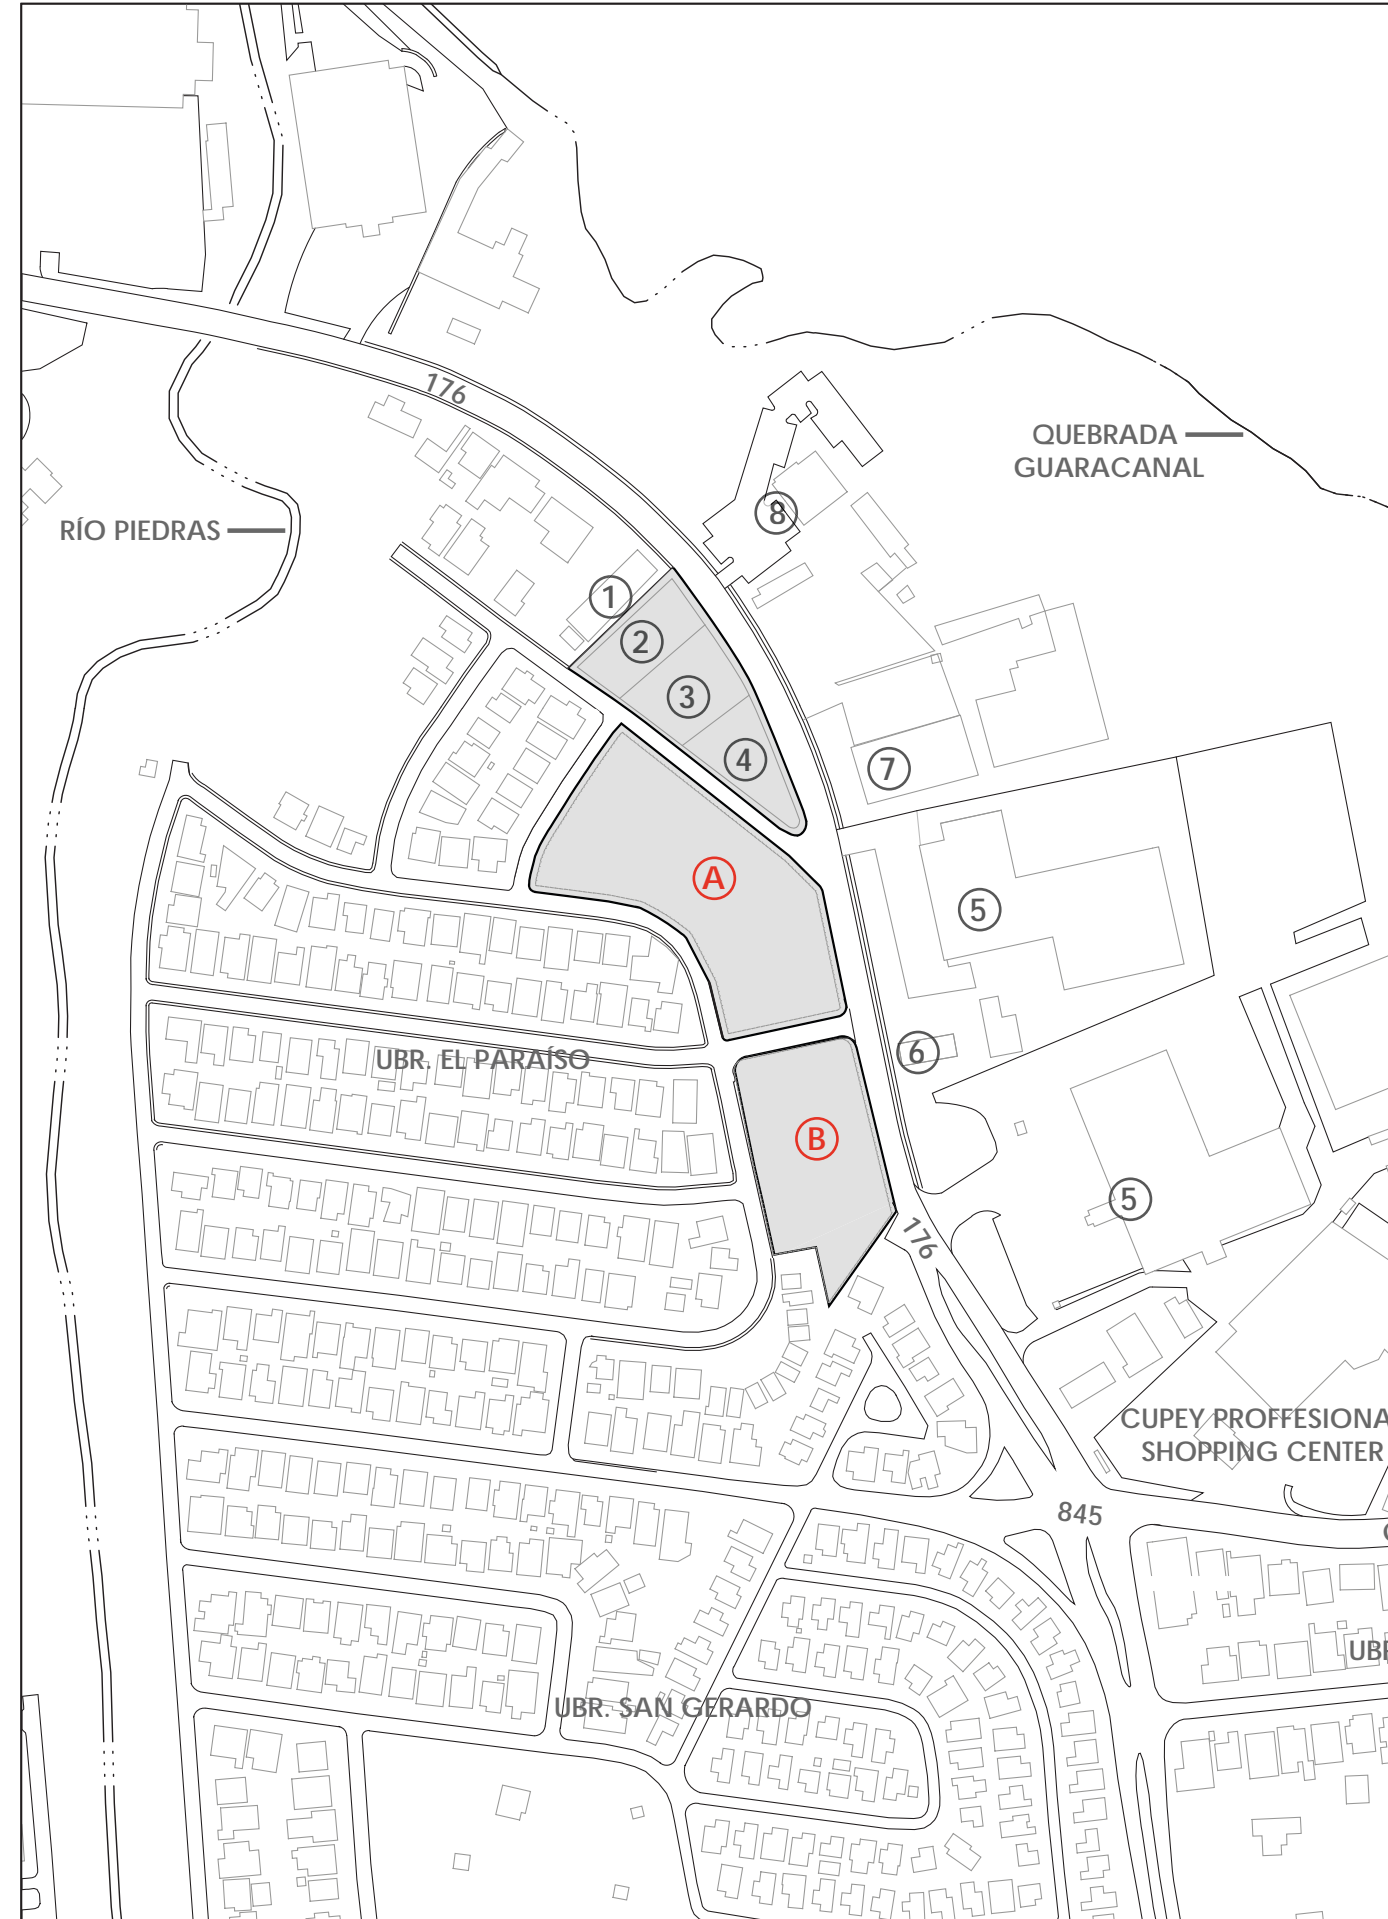 176
QUEBRADA
GUARACANAL
8
RÍO PIEDRAS
1
2
3
4
7
A
5
6
UBR. EL PARAÍSO
B
5
176
CUPEY PROFFESIONA
SHOPPING CENTER
845
UBR. SAN GERARDO